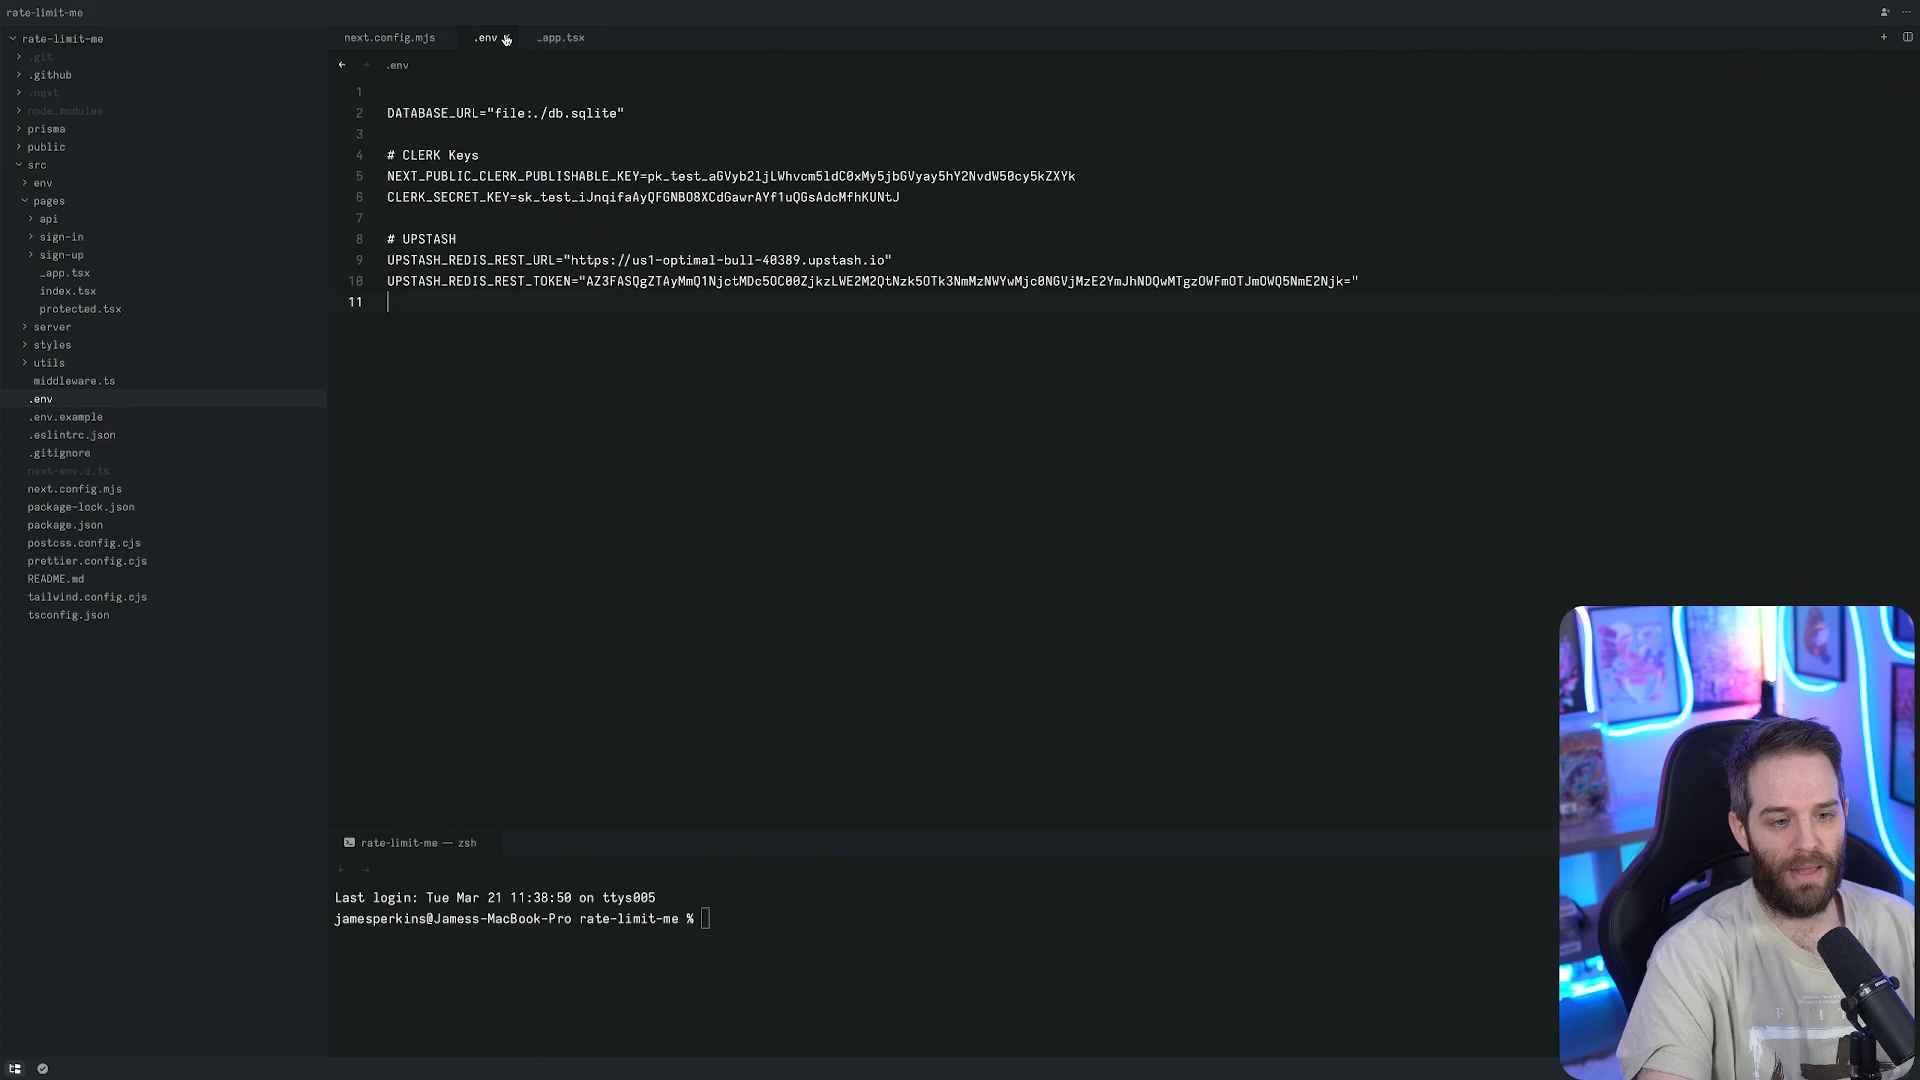 rate-limit-me
rate-limit-me
.git
.github
.next
node_modules
prisma
public
src
env
pages
api
sign-in
sign-up
_app.tsx
index.tsx
protected.tsx
server
styles
utils
middleware.ts
.env
.env.example
.eslintrc.json
.gitignore
next-env.d.ts
next.config.mjs
package-lock.json
package.json
postcss.config.cjs
prettier.config.cjs
README.md
tailwind.config.cjs
tsconfig.json
next.config.mjs .env _app.tsx
.env
1
2 DATABASE_URL="file:./db.sqlite"
3
4 # CLERK Keys
5 NEXT_PUBLIC_CLERK_PUBLISHABLE_KEY=pk_test_aGVyb2ljLWhvcm5ldC0xMy5jbGVyay5hY2NvdW50cy5kZXYk
6 CLERK_SECRET_KEY=sk_test_iJnqifaAyQFGNBO8XCdGawrAYf1uQGsAdcMfhKUNtJ
7
8 # UPSTASH
9 UPSTASH_REDIS_REST_URL="https://us1-optimal-bull-40389.upstash.io"
10 UPSTASH_REDIS_REST_TOKEN="AZ3FASQgZTAyMmQ1NjctMDc5OC00ZjkzLWE2M2QtNzk5OTk3NmMzNWYwMjc0NGVjMzE2YmJhNDQwMTgzOWFmOTJmOWQ5NmE2Njk="
11
rate-limit-me — zsh
Last login: Tue Mar 21 11:38:50 on ttys005
jamesperkins@Jamess-MacBook-Pro rate-limit-me %